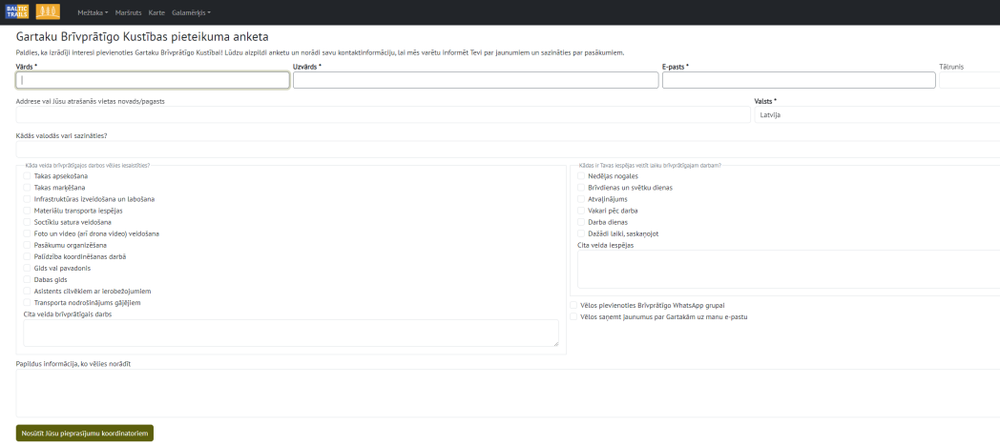 BALTIC
TRAILS
Mežtaka Maršruts Karte Galamērķis
Gartaku Brīvprātīgo Kustības pieteikuma anketa
Paldies, ka izrādīji interesi pievienoties Gartaku Brīvprātīgo Kustībai! Lūdzu aizpildi anketu un norādi savu kontaktinformāciju, lai mēs varētu informēt Tevi par jaunumiem un sazināties par pasākumiem.
Vārds * Uzvārds * E-pasts * Tālrunis
Addrese vai Jūsu atrašanās vietas novads/pagasts Valsts *
Latvija
Kādās valodās vari sazināties?
Kāda veida brīvprātīgajos darbos vēlies iesaistīties?
Takas apsekošana
Takas marķēšana
Infrastruktūras izveidošana un labošana
Materiālu transporta iespējas
Soctīklu satura veidošana
Foto un video (arī drona video) veidošana
Pasākumu organizēšana
Palīdzība koordinēšanas darbā
Gids vai pavadonis
Dabas gids
Asistents cilvēkiem ar ierobežojumiem
Transporta nodrošinājums gājējiem
Cita veida brīvprātīgais darbs
Kādas ir Tavas iespējas veltīt laiku brīvprātīgajam darbam?
Nedēļas nogales
Brīvdienas un svētku dienas
Atvaļinājums
Vakari pēc darba
Darba dienas
Dažādi laiki, saskaņojot
Cita veida iespējas
Vēlos pievienoties Brīvprātīgo WhatsApp grupai
Vēlos saņemt jaunumus par Gartakām uz manu e-pastu
Papildus informācija, ko vēlies norādīt
Nosūtīt Jūsu pieprasījumu koordinatoriem